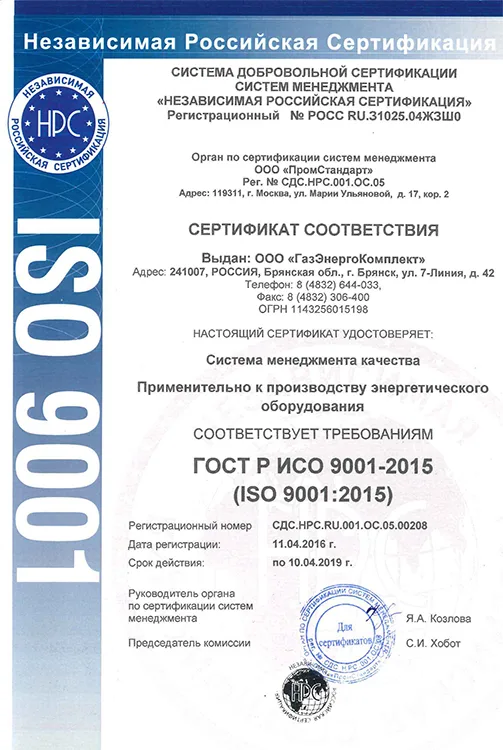 Независимая Российская Сертификация
НЕЗАВИСИМАЯ
НРС
РОССИЙСКАЯ СЕРТИФИКАЦИЯ
ISO 9001
СИСТЕМА ДОБРОВОЛЬНОЙ СЕРТИФИКАЦИИ
СИСТЕМ МЕНЕДЖМЕНТА
«НЕЗАВИСИМАЯ РОССИЙСКАЯ СЕРТИФИКАЦИЯ»
Регистрационный № РОСС RU.31025.04ЖЗШ0
Орган по сертификации систем менеджмента
ООО «ПромСтандарт»
Рег. № СДС.НРС.001.ОС.05
Адрес: 119311, г. Москва, ул. Марии Ульяновой, д. 17, кор. 2
СЕРТИФИКАТ СООТВЕТСТВИЯ
Выдан: ООО «ГазЭнергоКомплект»
Адрес: 241007, РОССИЯ, Брянская обл., г. Брянск, ул. 7-Линия, д. 42
Телефон: 8 (4832) 644-033,
Факс: 8 (4832) 306-400
ОГРН 1143256015198
НАСТОЯЩИЙ СЕРТИФИКАТ УДОСТОВЕРЯЕТ:
Система менеджмента качества
Применительно к производству энергетического
оборудования
СООТВЕТСТВУЕТ ТРЕБОВАНИЯМ
ГОСТ Р ИСО 9001-2015
(ISO 9001:2015)
Регистрационный номер СДС.НРС.RU.001.ОС.05.00208
Дата регистрации: 11.04.2016 г.
Срок действия: по 10.04.2019 г.
Руководитель органа
по сертификации систем
менеджмента Я.А. Козлова
Председатель комиссии С.И. Хобот
Для
сертификатов
НЕЗАВИСИМАЯ
НРС
РОССИЙСКАЯ СЕРТИФИКАЦИЯ